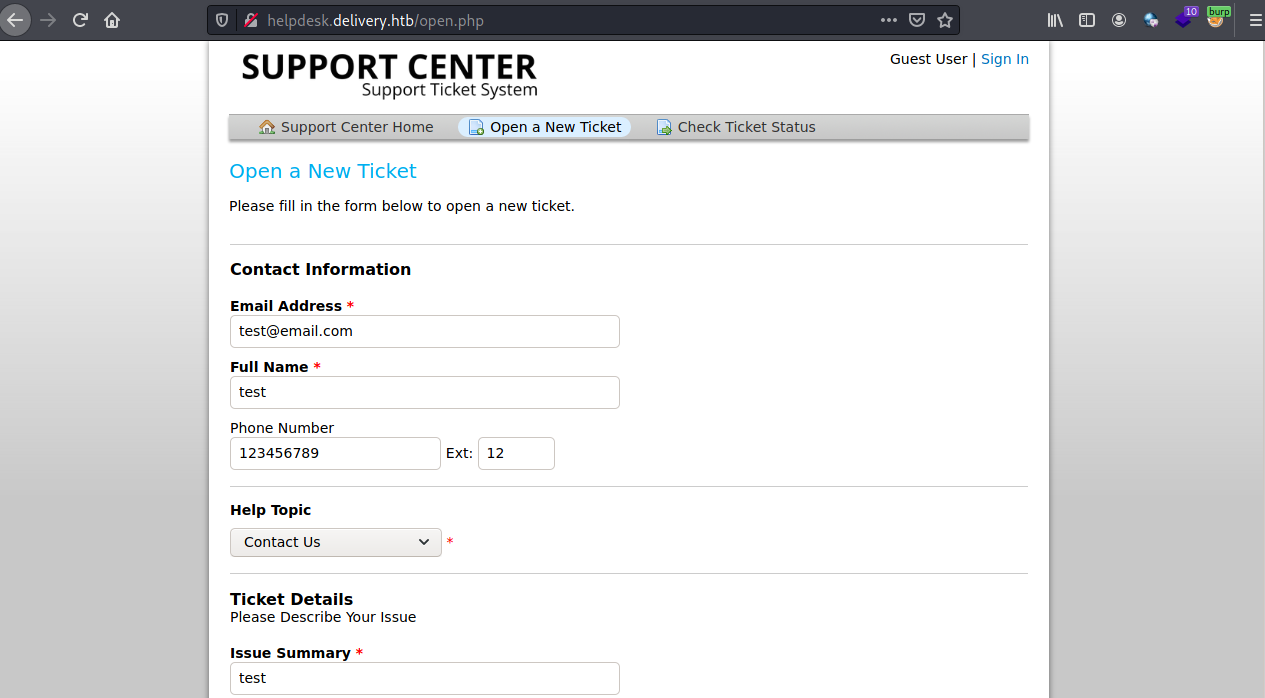 helpdesk.delivery.htb/open.php
10
burp
SUPPORT CENTER
Support Ticket System
Guest User | Sign In
Support Center Home
Open a New Ticket
Check Ticket Status
Open a New Ticket
Please fill in the form below to open a new ticket.
Contact Information
Email Address *
test@email.com
Full Name *
test
Phone Number
123456789
Ext:
12
Help Topic
Contact Us
*
Ticket Details
Please Describe Your Issue
Issue Summary *
test